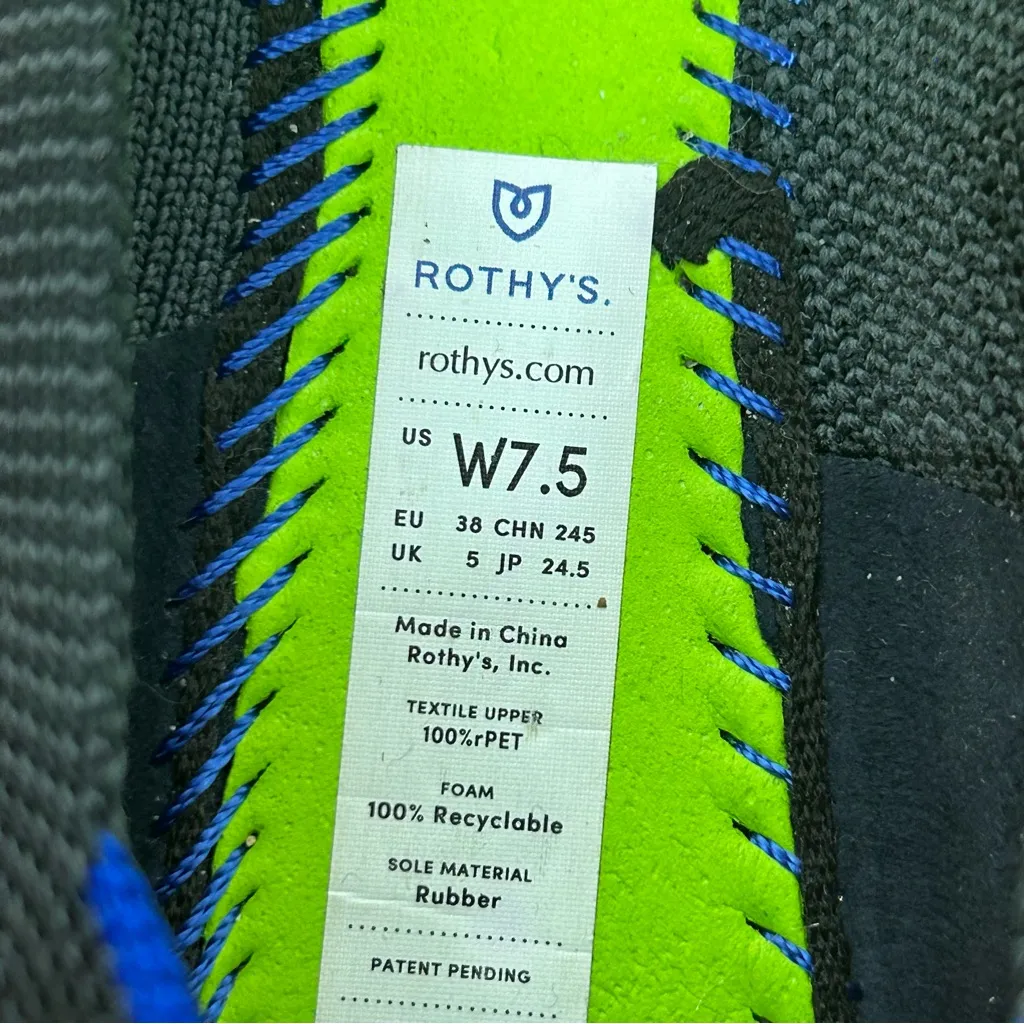 ROTHY'S.
rothys.com
US W7.5
EU 38 CHN 245
UK 5 JP 24.5
Made in China
Rothy's, Inc.
TEXTILE UPPER
100%rPET
FOAM
100% Recyclable
SOLE MATERIAL
Rubber
PATENT PENDING